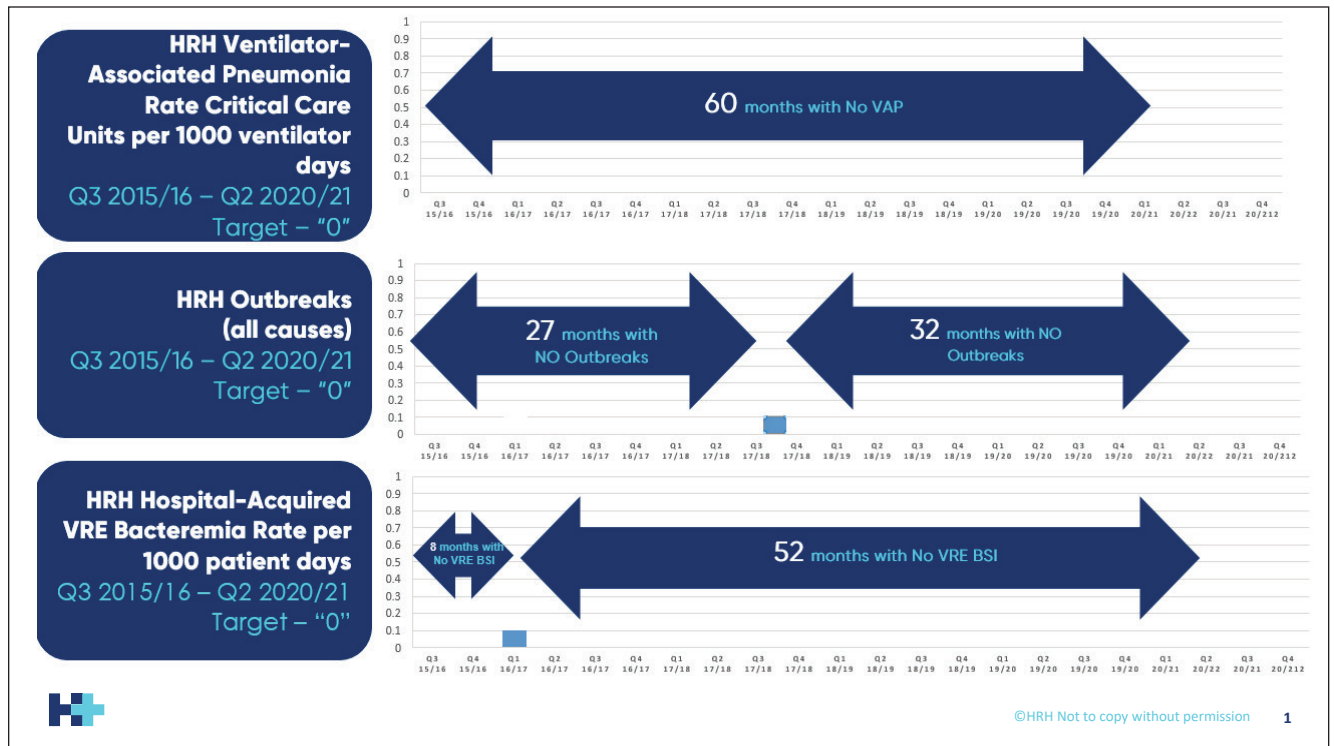 HRH Ventilator-
Associated Pneumonia
Rate Critical Care
Units per 1000 ventilator
days
Q3 2015/16 – Q2 2020/21
Target – “0”
1
0.9
0.8
0.7
0.6
0.5
0.4
0.3
0.2
0.1
0
60 months with No VAP
Q3 Q4 Q1 Q2 Q3 Q4 Q1 Q2 Q3 Q4 Q1 Q2 Q3 Q4 Q1 Q2 Q3 Q4 Q1 Q2 Q3 Q4
15/16 15/16 16/17 16/17 16/17 16/17 17/18 17/18 17/18 17/18 18/19 18/19 18/19 18/19 19/20 19/20 19/20 19/20 20/21 20/22 20/21 20/212
HRH Outbreaks
(all causes)
Q3 2015/16 – Q2 2020/21
Target – “0”
1
0.9
0.8
0.7
0.6
0.5
0.4
0.3
0.2
0.1
0
27 months with
NO Outbreaks
32 months with NO
Outbreaks
Q3 Q4 Q1 Q2 Q3 Q4 Q1 Q2 Q3 Q4 Q1 Q2 Q3 Q4 Q1 Q2 Q3 Q4 Q1 Q2 Q3 Q4
15/16 15/16 16/17 16/17 16/17 16/17 17/18 17/18 17/18 17/18 18/19 18/19 18/19 18/19 19/20 19/20 19/20 19/20 20/21 20/22 20/21 20/212
HRH Hospital-Acquired
VRE Bacteremia Rate per
1000 patient days
Q3 2015/16 – Q2 2020/21
Target – “0”
1
0.9
0.8
0.7
0.6
0.5
0.4
0.3
0.2
0.1
0
8 months with
No VRE BSI
52 months with No VRE BSI
Q3 Q4 Q1 Q2 Q3 Q4 Q1 Q2 Q3 Q4 Q1 Q2 Q3 Q4 Q1 Q2 Q3 Q4 Q1 Q2 Q3 Q4
15/16 15/16 16/17 16/17 16/17 16/17 17/18 17/18 17/18 17/18 18/19 18/19 18/19 18/19 19/20 19/20 19/20 19/20 20/21 20/22 20/21 20/212
©HRH Not to copy without permission 1